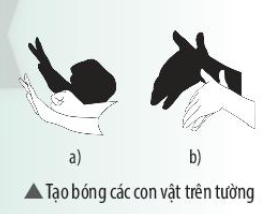 a) b)
▲ Tạo bóng các con vật trên tường